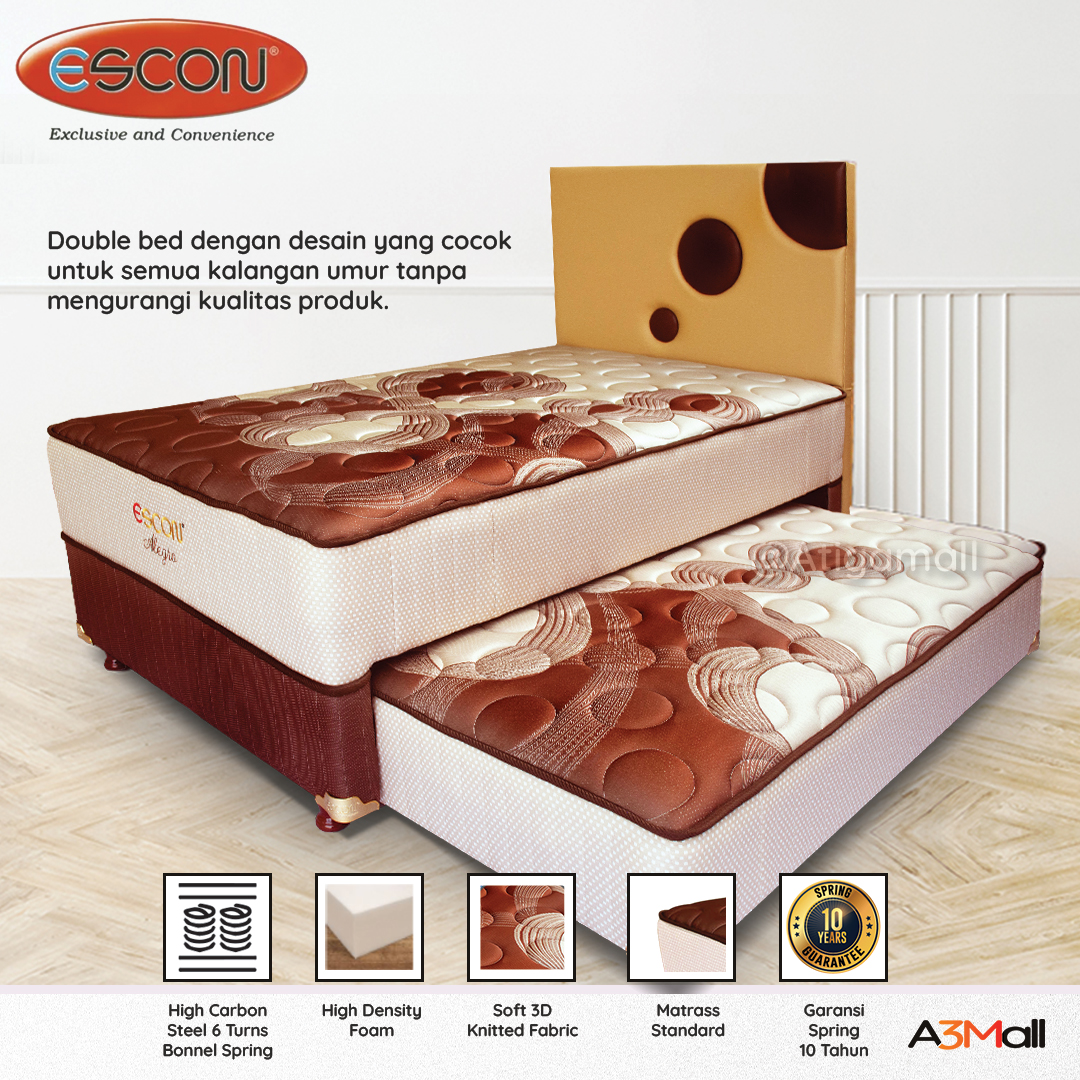 ESCON®
Exclusive and Convenience
Double bed dengan desain yang cocok
untuk semua kalangan umur tanpa
mengurangi kualitas produk.
ESCON
Alegro
@Atigamall
SPRING
10
YEARS
GUARANTEE
High Carbon
Steel 6 Turns
Bonnel Spring
High Density
Foam
Soft 3D
Knitted Fabric
Matrass
Standard
Garansi
Spring
10 Tahun
A3Mall